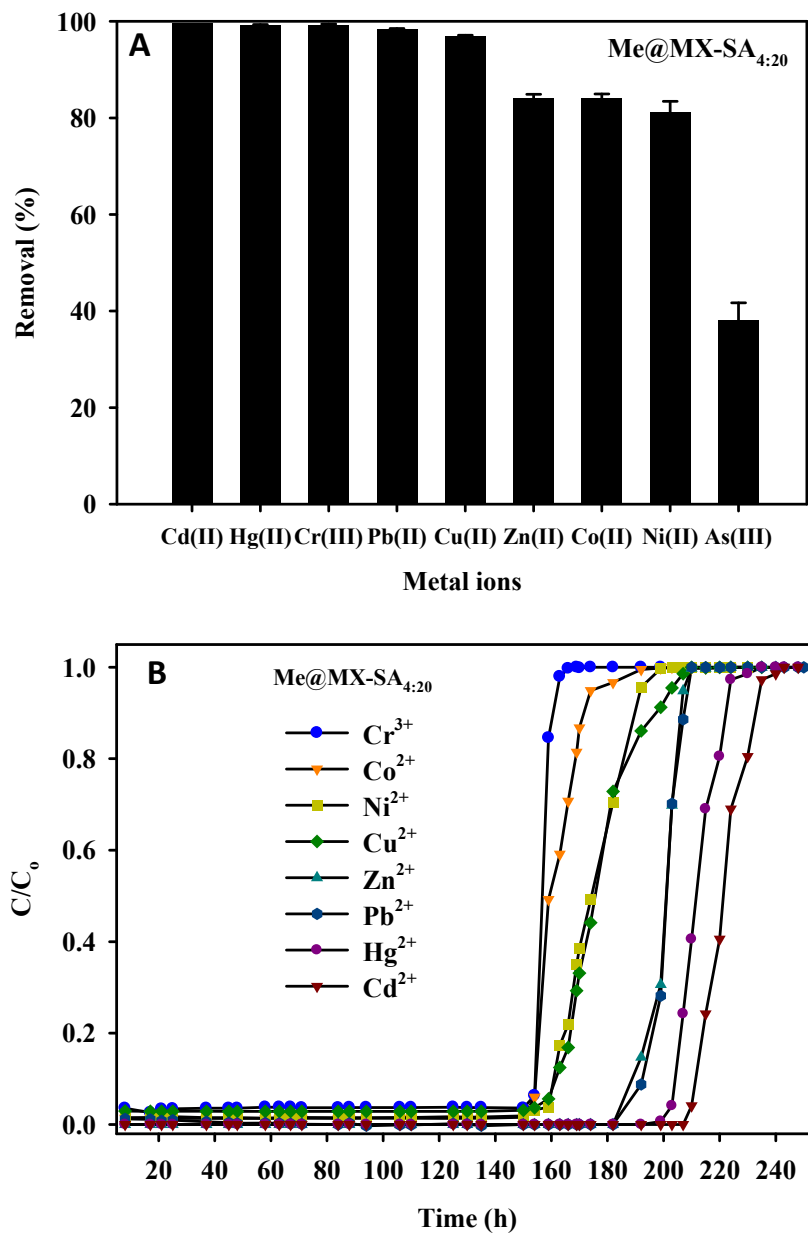 A
Me@MX-SA4:20
100
80
60
40
20
0
Removal (%)
Cd(II) Hg(II) Cr(III) Pb(II) Cu(II) Zn(II) Co(II) Ni(II) As(III)
Metal ions
B
Me@MX-SA4:20
Cr3+
Co2+
Ni2+
Cu2+
Zn2+
Pb2+
Hg2+
Cd2+
1.0
0.8
0.6
0.4
0.2
0.0
C/Co
20 40 60 80 100 120 140 160 180 200 220 240
Time (h)